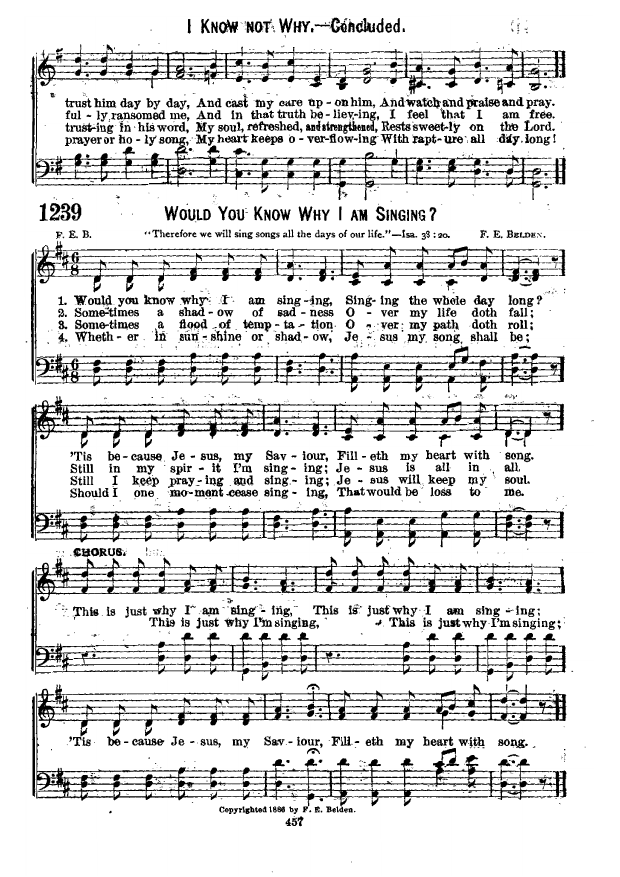 I Know not Why.—Concluded.
trust him day by day, And cast my care up-on him, And watch and praise and pray.
ful - ly ransomed me, And in that truth be - liev-ing, I feel that I am free.
trust-ing in his word, My soul, refreshed, and strengthened, Rests sweet-ly on the Lord.
prayer or ho - ly song, My heart keeps o - ver-flow-ing With rapt - ure all day long!
1239 Would You Know Why I am Singing?
F. E. B. "Therefore we will sing songs all the days of our life."—Isa. 38:20. F. E. Belden.
1. Would you know why I am sing-ing, Sing-ing the whole day long?
2. Some-times a shad-ow of sad-ness O - ver my life doth fall;
3. Some-times a flood of temp-ta-tion O - ver my path doth roll;
4. Wheth-er in sun-shine or shad-ow, Je - sus my song shall be;
'Tis be-cause Je-sus, my Sav-iour, Fill-eth my heart with song.
Still in my spir-it I'm sing-ing; Je-sus is all in all.
Still I keep pray-ing and sing-ing; Je-sus will keep my soul.
Should I one mo-ment cease sing-ing, That would be loss to me.
CHORUS.
This is just why I am sing-ing, This is just why I am sing-ing;
This is just why I'm singing, This is just why I'm singing;
'Tis be-cause Je-sus, my Sav-iour, Fill-eth my heart with song.
Copyrighted 1886 by F. E. Belden.
457